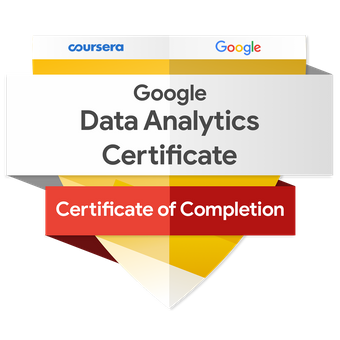 coursera Google
Google
Data Analytics
Certificate
Certificate of Completion